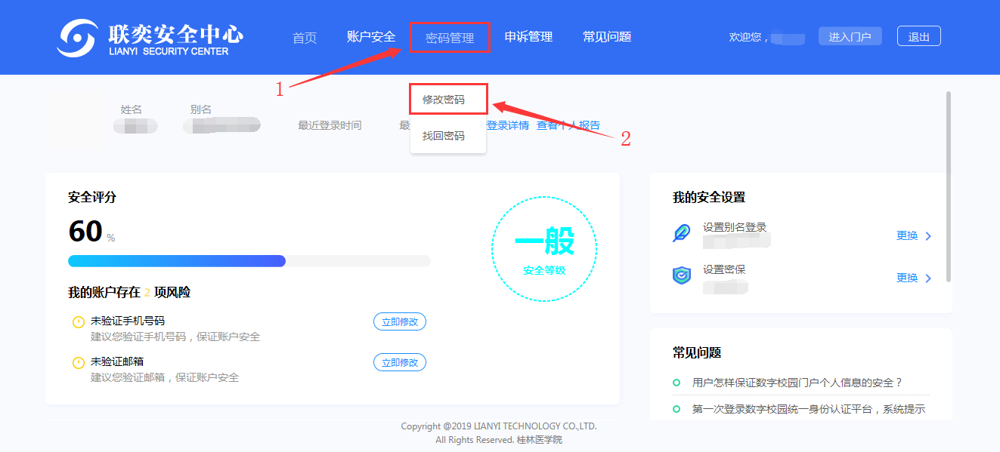 联奕安全中心
LIANYI SECURITY CENTER
首页 账户安全 密码管理 申诉管理 常见问题 欢迎您， 进入门户 退出
1
修改密码
找回密码
2
姓名 别名
最近登录时间 最 登录详情 查看个人报告
安全评分
60 %
一般
安全等级
我的账户存在 2 项风险
未验证手机号码
建议您验证手机号码，保证账户安全
立即修改
未验证邮箱
建议您验证邮箱，保证账户安全
立即修改
我的安全设置
设置别名登录
更换
设置密保
更换
常见问题
用户怎样保证数字校园门户个人信息的安全？
第一次登录数字校园统一身份认证平台，系统提示
Copyright @2019 LIANYI TECHNOLOGY CO.,LTD.
All Rights Reserved. 桂林医学院